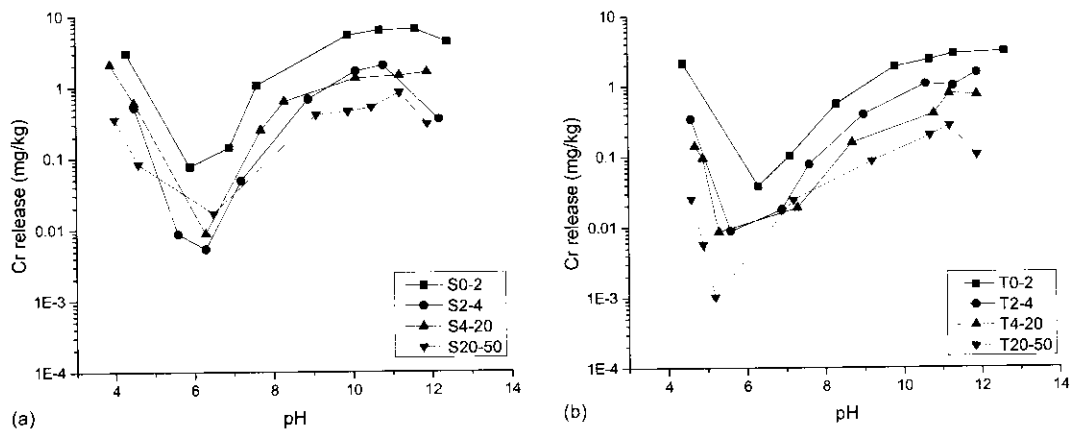 10
1
0.1
0.01
1E-3
1E-4
Cr release (mg/kg)
4 6 8 10 12 14
pH
(a)
S0-2
S2-4
S4-20
S20-50
10
1
0.1
0.01
1E-3
1E-4
Cr release (mg/kg)
4 6 8 10 12 14
pH
(b)
T0-2
T2-4
T4-20
T20-50